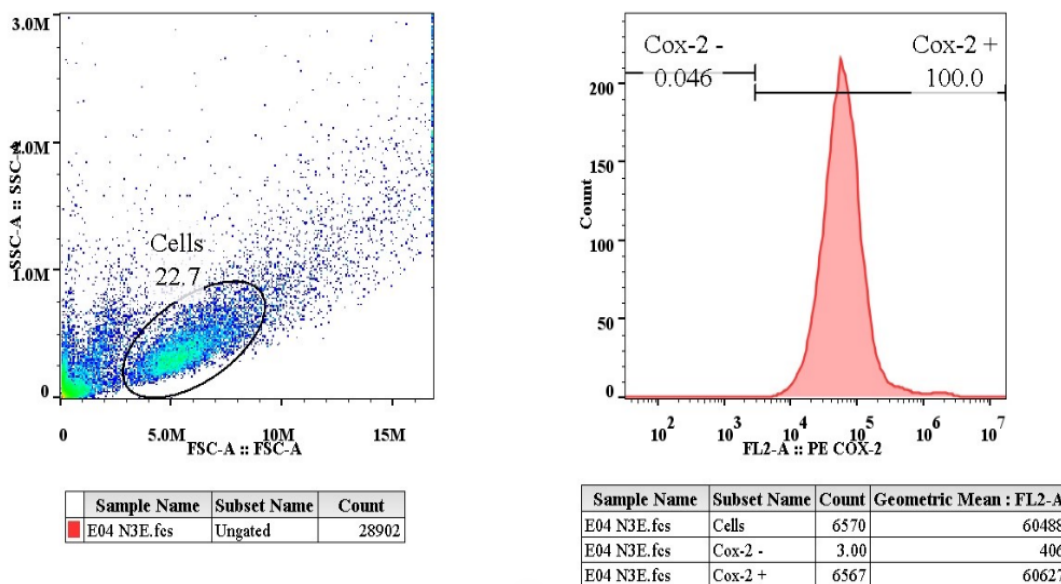 3.0M
2.0M
1.0M
0
SSC-A :: SSC-A
Cells
22.7
0
5.0M
10M
15M
FSC-A :: FSC-A
Sample Name Subset Name Count
E04 N3E.fcs Ungated 28902
Cox-2 -
0.046
Cox-2 +
100.0
200
150
100
50
0
Count
10^2
10^3
10^4
10^5
10^6
10^7
FL2-A :: PE COX-2
Sample Name Subset Name Count Geometric Mean : FL2-A
E04 N3E.fcs Cells 6570 60488
E04 N3E.fcs Cox-2 - 3.00 406
E04 N3E.fcs Cox-2 + 6567 60627